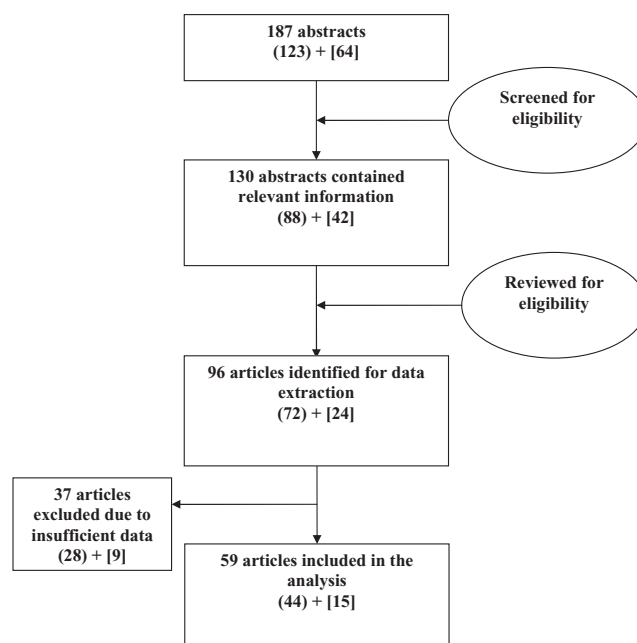 187 abstracts
(123) + [64]
Screened for
eligibility
130 abstracts contained
relevant information
(88) + [42]
Reviewed for
eligibility
96 articles identified for data
extraction
(72) + [24]
37 articles
excluded due to
insufficient data
(28) + [9]
59 articles included in the
analysis
(44) + [15]